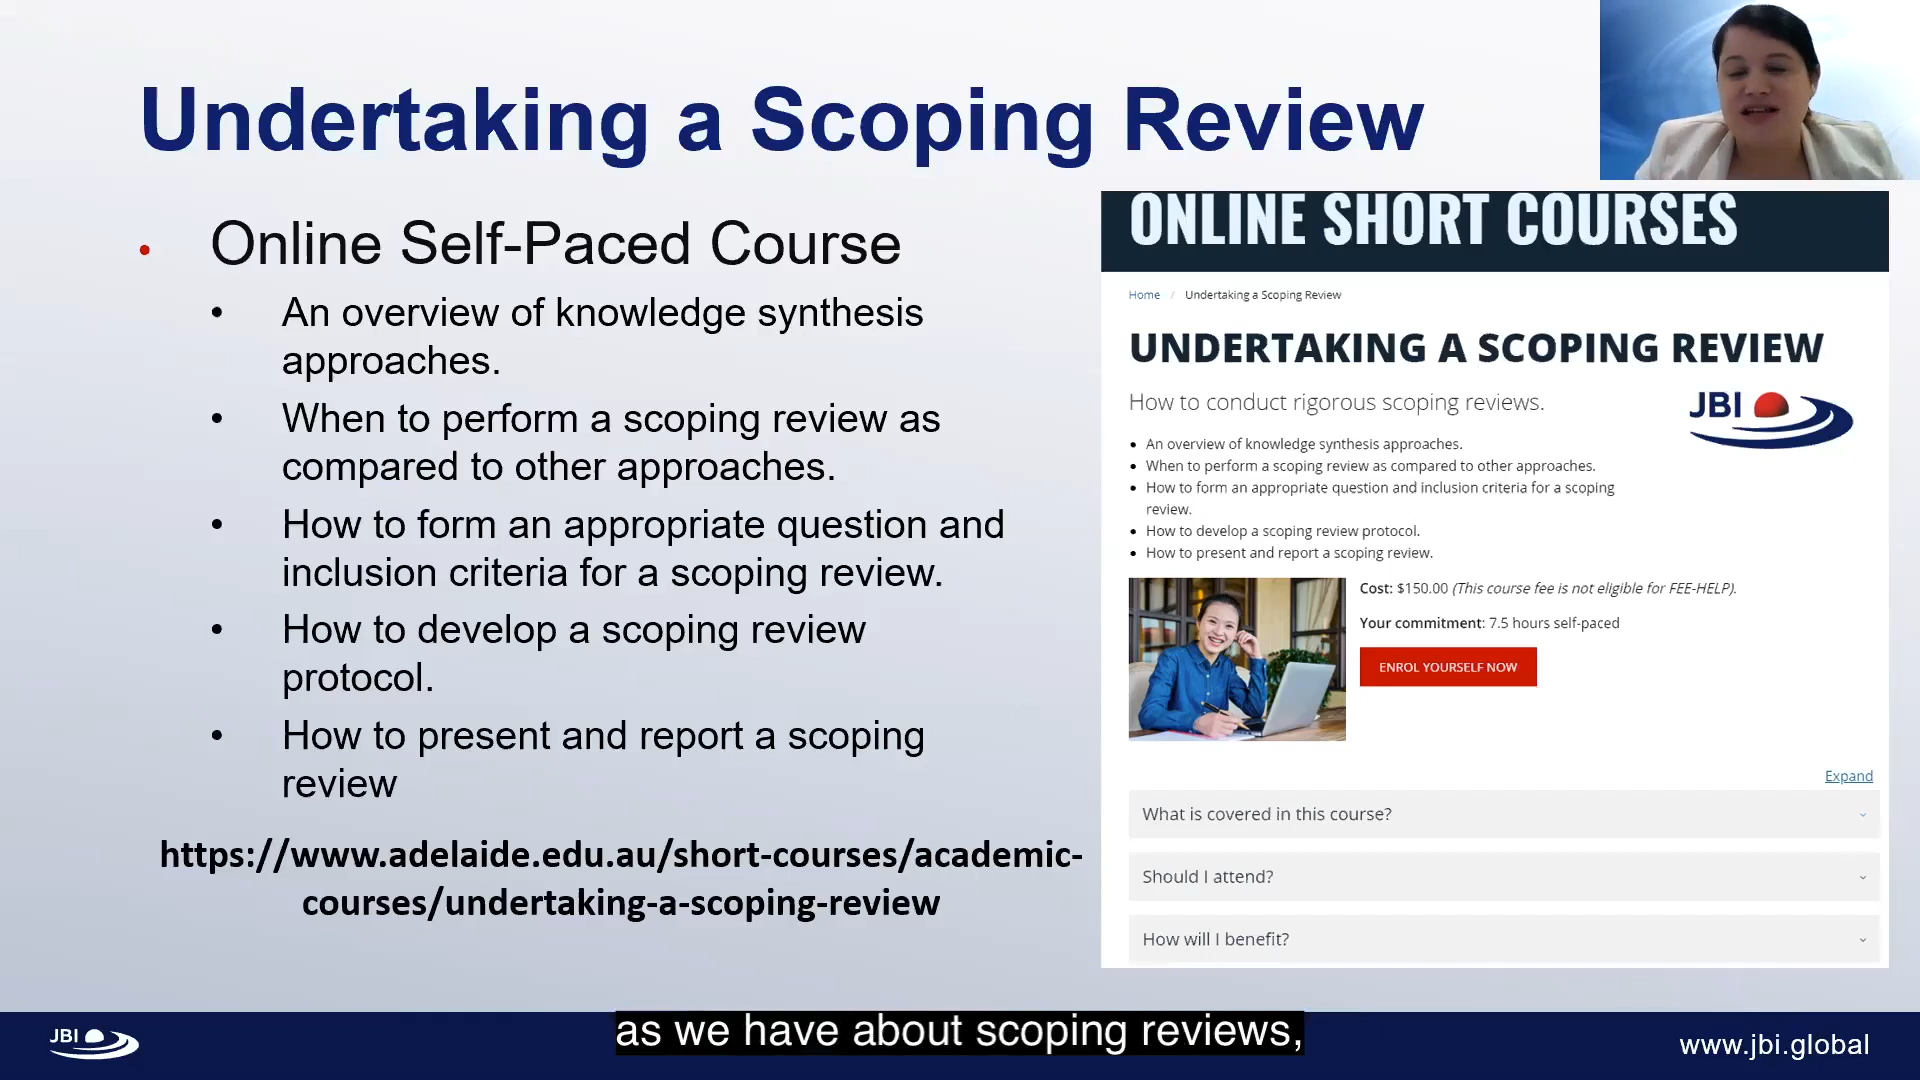 Undertaking a Scoping Review
• Online Self-Paced Course
• An overview of knowledge synthesis
approaches.
• When to perform a scoping review as
compared to other approaches.
• How to form an appropriate question and
inclusion criteria for a scoping review.
• How to develop a scoping review
protocol.
• How to present and report a scoping
review
https://www.adelaide.edu.au/short-courses/academic-
courses/undertaking-a-scoping-review
ONLINE SHORT COURSES
Home / Undertaking a Scoping Review
UNDERTAKING A SCOPING REVIEW
How to conduct rigorous scoping reviews.
JBI
• An overview of knowledge synthesis approaches.
• When to perform a scoping review as compared to other approaches.
• How to form an appropriate question and inclusion criteria for a scoping
review.
• How to develop a scoping review protocol.
• How to present and report a scoping review.
Cost: $150.00 (This course fee is not eligible for FEE-HELP).
Your commitment: 7.5 hours self-paced
ENROL YOURSELF NOW
Expand
What is covered in this course?
Should I attend?
How will I benefit?
JBI
as we have about scoping reviews,
www.jbi.global